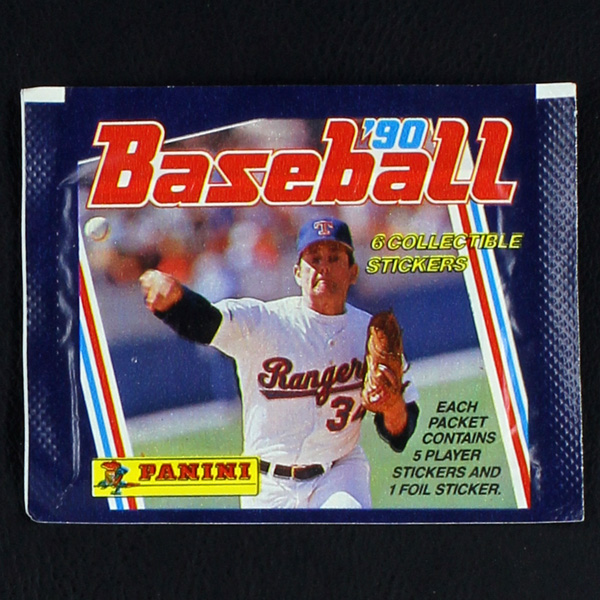 '90
Baseball
T
6 COLLECTIBLE
STICKERS
Rangers
34
EACH
PACKET
CONTAINS
5 PLAYER
STICKERS AND
1 FOIL STICKER.
PANINI